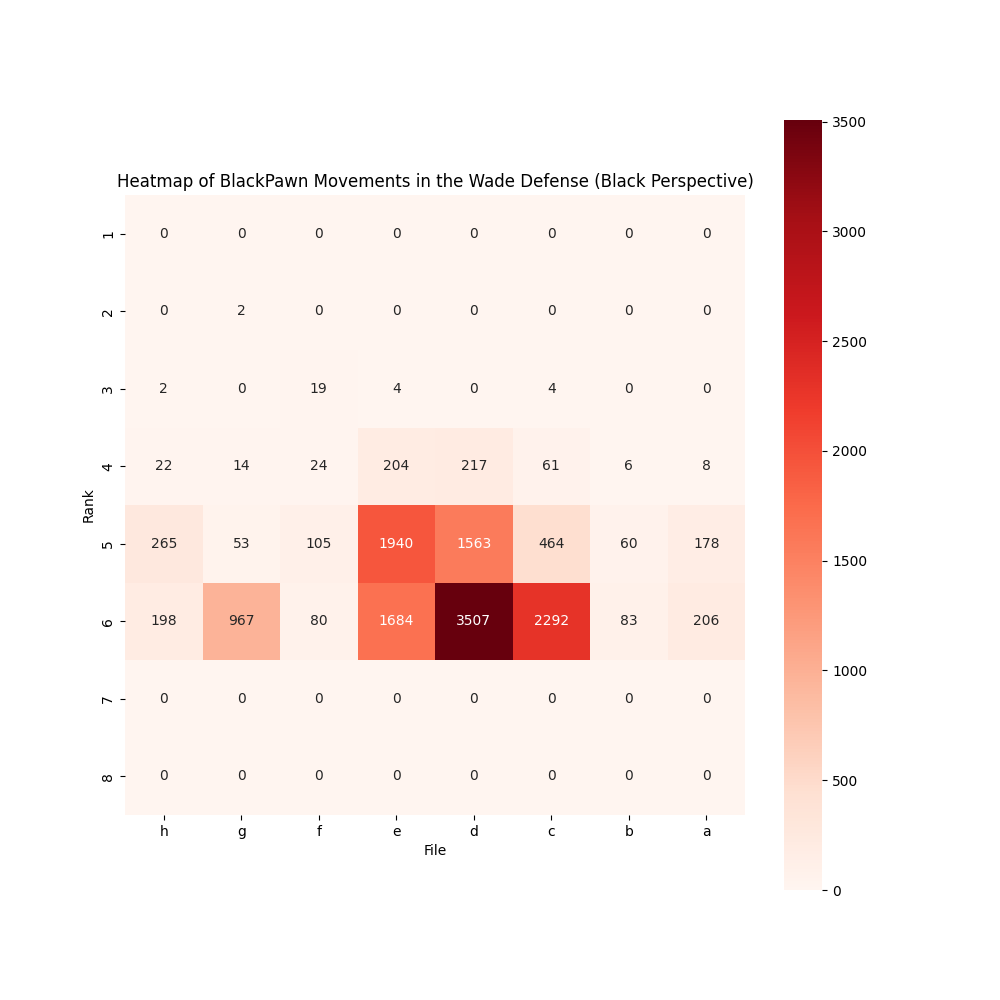 Heatmap of BlackPawn Movements in the Wade Defense (Black Perspective)
3500
3000
2500
2000
1500
1000
500
0
Rank
1 0 0 0 0 0 0 0 0
2 0 2 0 0 0 0 0 0
3 2 0 19 4 0 4 0 0
4 22 14 24 204 217 61 6 8
5 265 53 105 1940 1563 464 60 178
6 198 967 80 1684 3507 2292 83 206
7 0 0 0 0 0 0 0 0
8 0 0 0 0 0 0 0 0
h g f e d c b a
File